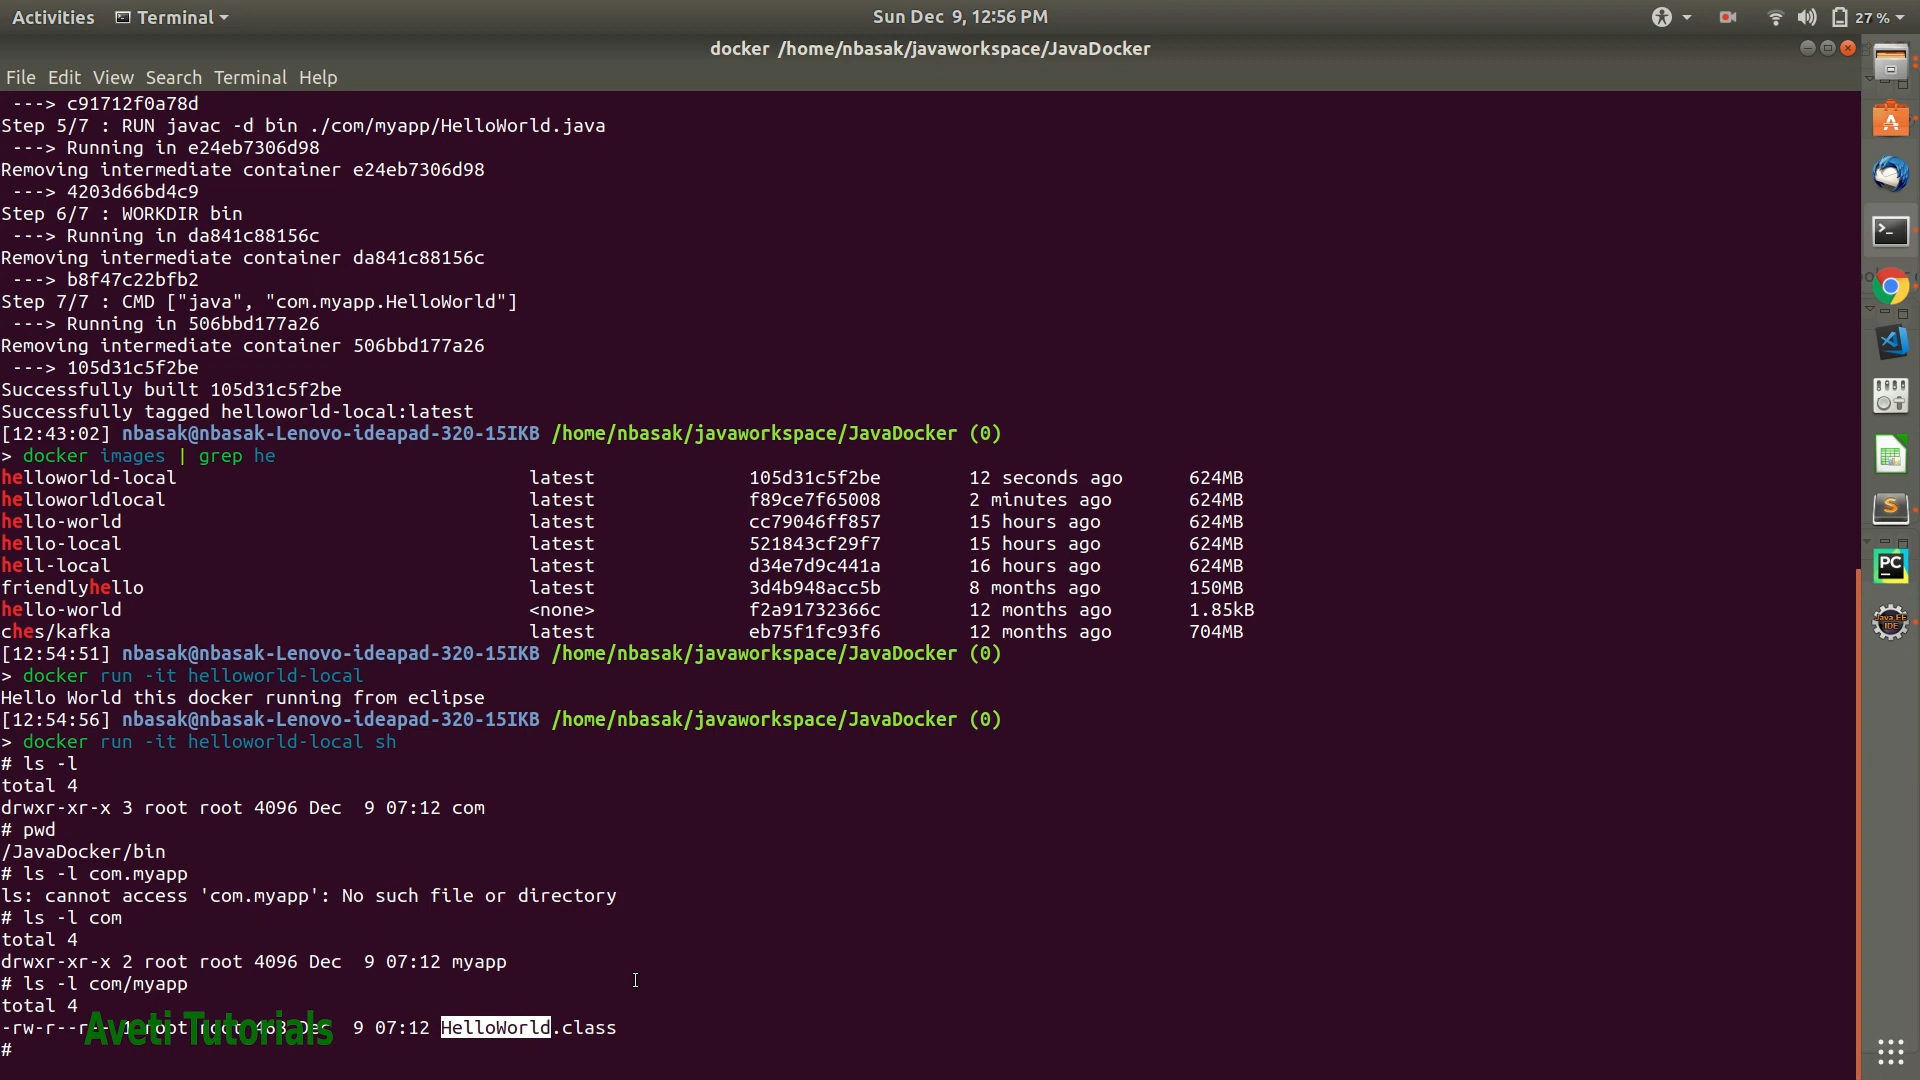 Activities Terminal Sun Dec 9, 12:56 PM 27 %
docker /home/nbasak/javaworkspace/JavaDocker
File Edit View Search Terminal Help
---> c91712f0a78d
Step 5/7 : RUN javac -d bin ./com/myapp/HelloWorld.java
---> Running in e24eb7306d98
Removing intermediate container e24eb7306d98
---> 4203d66bd4c9
Step 6/7 : WORKDIR bin
---> Running in da841c88156c
Removing intermediate container da841c88156c
---> b8f47c22bfb2
Step 7/7 : CMD ["java", "com.myapp.HelloWorld"]
---> Running in 506bbd177a26
Removing intermediate container 506bbd177a26
---> 105d31c5f2be
Successfully built 105d31c5f2be
Successfully tagged helloworld-local:latest
[12:43:02] nbasak@nbasak-Lenovo-ideapad-320-15IKB /home/nbasak/javaworkspace/JavaDocker (0)
> docker images | grep he
helloworld-local latest 105d31c5f2be 12 seconds ago 624MB
helloworldlocal latest f89ce7f65008 2 minutes ago 624MB
hello-world latest cc79046ff857 15 hours ago 624MB
hello-local latest 521843cf29f7 15 hours ago 624MB
hell-local latest d34e7d9c441a 16 hours ago 624MB
friendlyhello latest 3d4b948acc5b 8 months ago 150MB
hello-world <none> f2a91732366c 12 months ago 1.85kB
ches/kafka latest eb75f1fc93f6 12 months ago 704MB
[12:54:51] nbasak@nbasak-Lenovo-ideapad-320-15IKB /home/nbasak/javaworkspace/JavaDocker (0)
> docker run -it helloworld-local
Hello World this docker running from eclipse
[12:54:56] nbasak@nbasak-Lenovo-ideapad-320-15IKB /home/nbasak/javaworkspace/JavaDocker (0)
> docker run -it helloworld-local sh
# ls -l
total 4
drwxr-xr-x 3 root root 4096 Dec  9 07:12 com
# pwd
/JavaDocker/bin
# ls -l com.myapp
ls: cannot access 'com.myapp': No such file or directory
# ls -l com
total 4
drwxr-xr-x 2 root root 4096 Dec  9 07:12 myapp
# ls -l com/myapp
total 4
-rw-r--r-- 1 root root Dec  9 07:12 HelloWorld.class
Aveti Tutorials
#
PC
Java EE
IDE